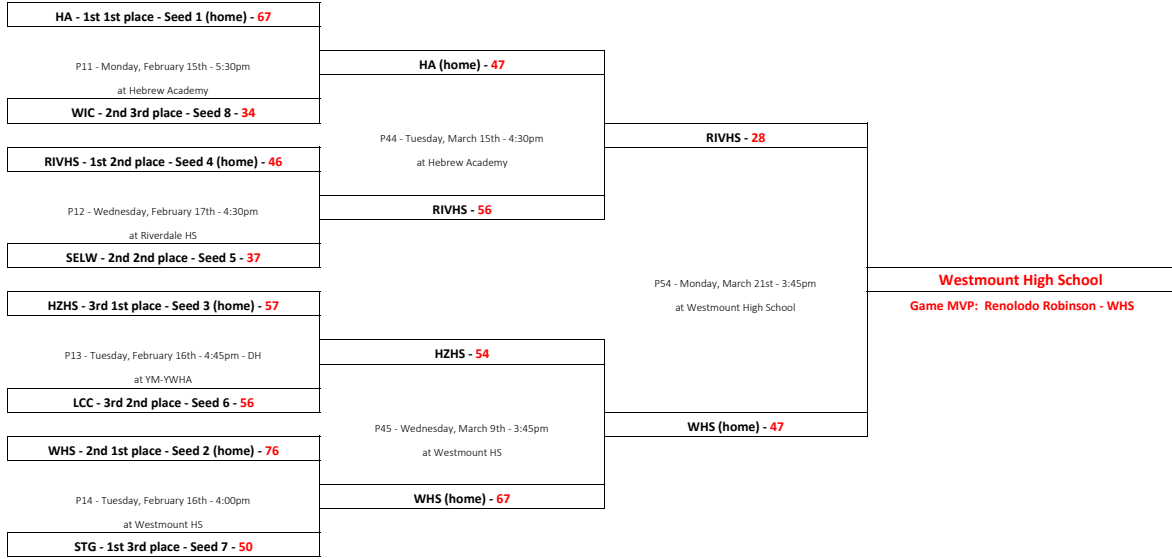 HA - 1st 1st place - Seed 1 (home) - 67
P11 - Monday, February 15th - 5:30pm
at Hebrew Academy
WIC - 2nd 3rd place - Seed 8 - 34
RIVHS - 1st 2nd place - Seed 4 (home) - 46
P12 - Wednesday, February 17th - 4:30pm
at Riverdale HS
SELW - 2nd 2nd place - Seed 5 - 37
HZHS - 3rd 1st place - Seed 3 (home) - 57
P13 - Tuesday, February 16th - 4:45pm - DH
at YM-YWHA
LCC - 3rd 2nd place - Seed 6 - 56
WHS - 2nd 1st place - Seed 2 (home) - 76
P14 - Tuesday, February 16th - 4:00pm
at Westmount HS
STG - 1st 3rd place - Seed 7 - 50
HA (home) - 47
P44 - Tuesday, March 15th - 4:30pm
at Hebrew Academy
RIVHS - 56
HZHS - 54
P45 - Wednesday, March 9th - 3:45pm
at Westmount HS
WHS (home) - 67
RIVHS - 28
P54 - Monday, March 21st - 3:45pm
at Westmount High School
WHS (home) - 47
Westmount High School
Game MVP: Renolodo Robinson - WHS